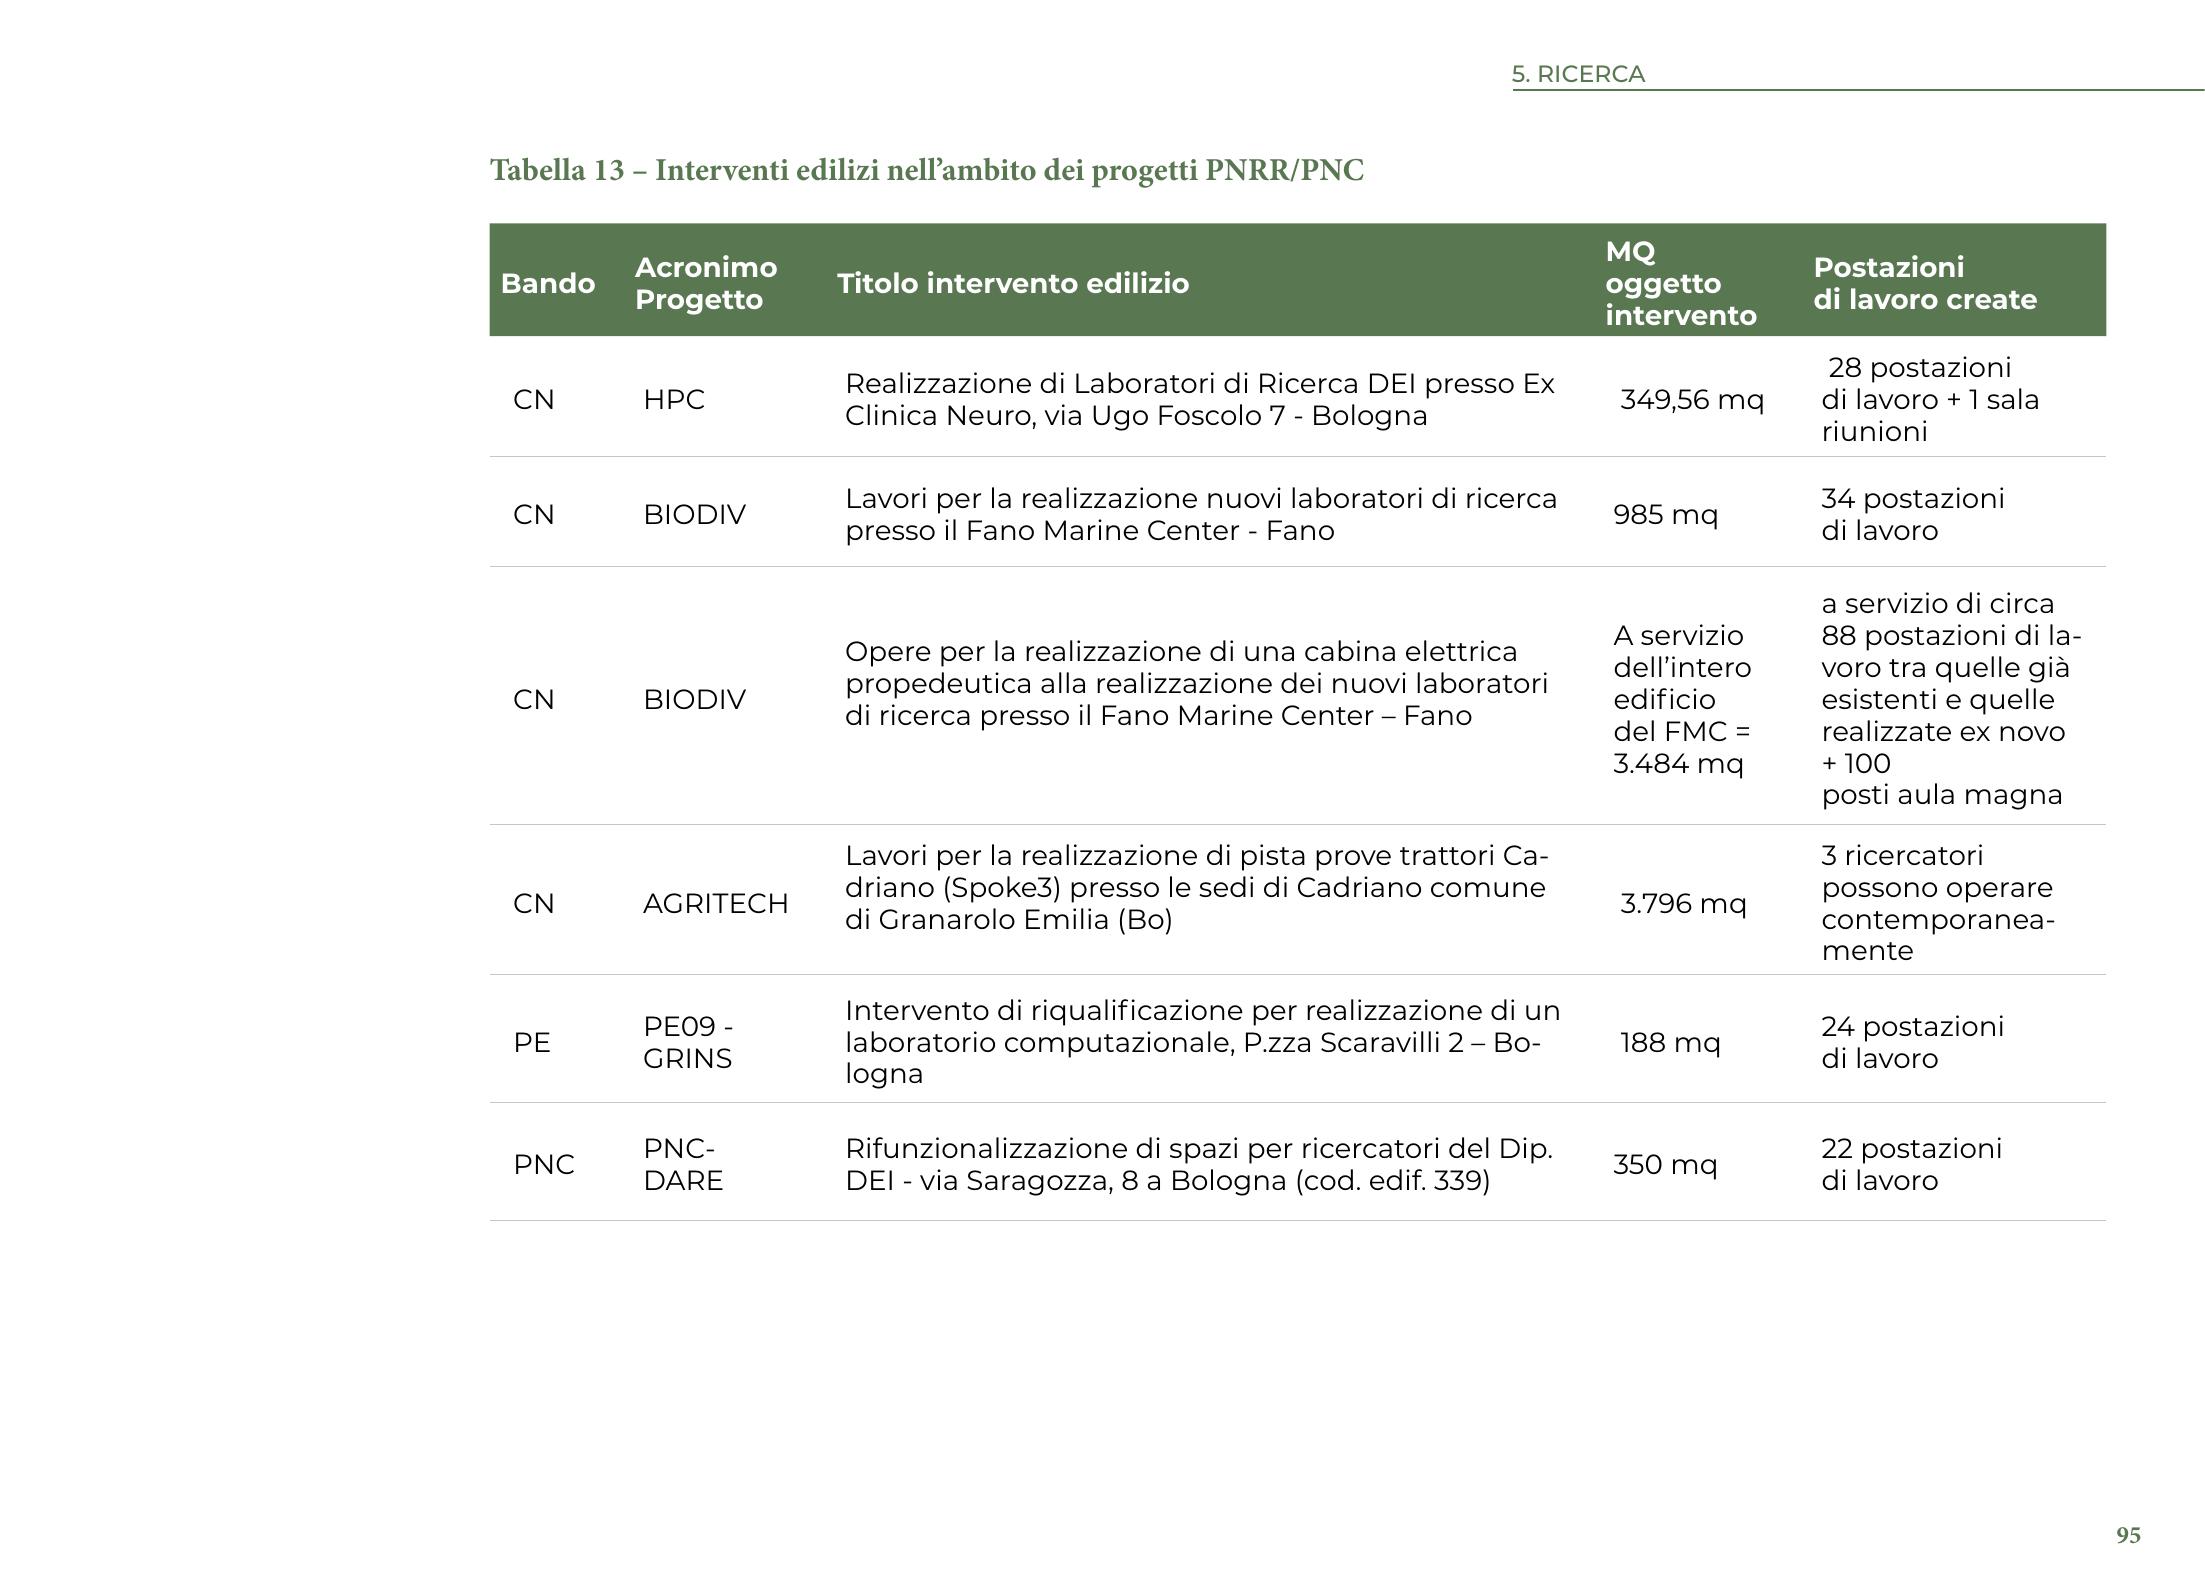 5. RICERCA
Tabella 13 – Interventi edilizi nell’ambito dei progetti PNRR/PNC
Bando
Acronimo
Progetto
Titolo intervento edilizio
MQ
oggetto
intervento
Postazioni
di lavoro create
CN
HPC
Realizzazione di Laboratori di Ricerca DEI presso Ex
Clinica Neuro, via Ugo Foscolo 7 - Bologna
349,56 mq
28 postazioni
di lavoro + 1 sala
riunioni
CN
BIODIV
Lavori per la realizzazione nuovi laboratori di ricerca
presso il Fano Marine Center - Fano
985 mq
34 postazioni
di lavoro
CN
BIODIV
Opere per la realizzazione di una cabina elettrica
propedeutica alla realizzazione dei nuovi laboratori
di ricerca presso il Fano Marine Center – Fano
A servizio
dell’intero
edificio
del FMC =
3.484 mq
a servizio di circa
88 postazioni di la-
voro tra quelle già
esistenti e quelle
realizzate ex novo
+ 100
posti aula magna
CN
AGRITECH
Lavori per la realizzazione di pista prove trattori Ca-
driano (Spoke3) presso le sedi di Cadriano comune
di Granarolo Emilia (Bo)
3.796 mq
3 ricercatori
possono operare
contemporanea-
mente
PE
PE09 -
GRINS
Intervento di riqualificazione per realizzazione di un
laboratorio computazionale, P.zza Scaravilli 2 – Bo-
logna
188 mq
24 postazioni
di lavoro
PNC
PNC-
DARE
Rifunzionalizzazione di spazi per ricercatori del Dip.
DEI - via Saragozza, 8 a Bologna (cod. edif. 339)
350 mq
22 postazioni
di lavoro
95